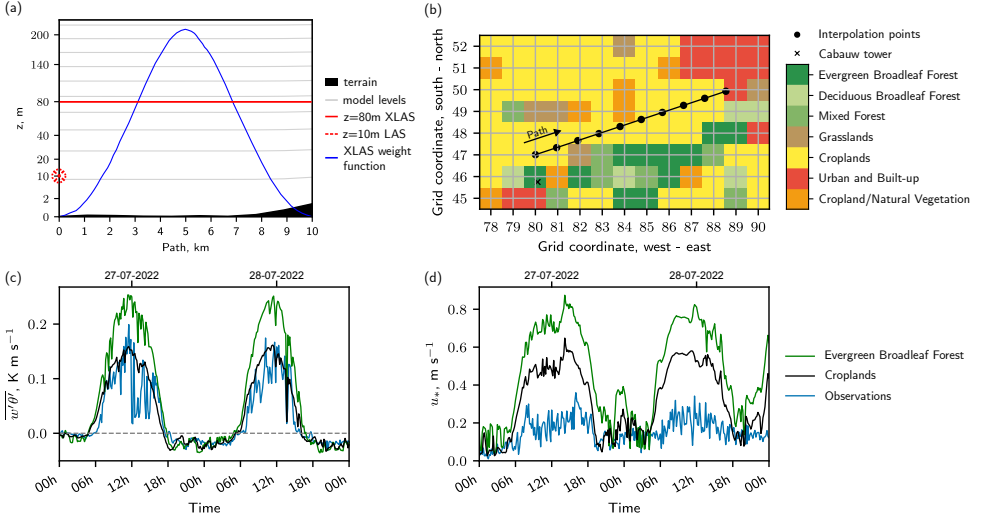 (a)
200
140
80
40
20
10
2
0
z, m
0 1 2 3 4 5 6 7 8 9 10
Path, km
terrain
model levels
z=80m XLAS
z=10m LAS
XLAS weight
function
(b)
52
51
50
49
48
47
46
45
Grid coordinate, south - north
Path
78 79 80 81 82 83 84 85 86 87 88 89 90
Grid coordinate, west - east
Interpolation points
Cabauw tower
Evergreen Broadleaf Forest
Deciduous Broadleaf Forest
Mixed Forest
Grasslands
Croplands
Urban and Built-up
Cropland/Natural Vegetation
(c)
27-07-2022 28-07-2022
0.2
0.1
0.0
w′θ′, K m s⁻¹
00h 06h 12h 18h 00h 06h 12h 18h 00h
Time
(d)
27-07-2022 28-07-2022
0.8
0.6
0.4
0.2
0.0
u*, m s⁻¹
00h 06h 12h 18h 00h 06h 12h 18h 00h
Time
Evergreen Broadleaf Forest
Croplands
Observations